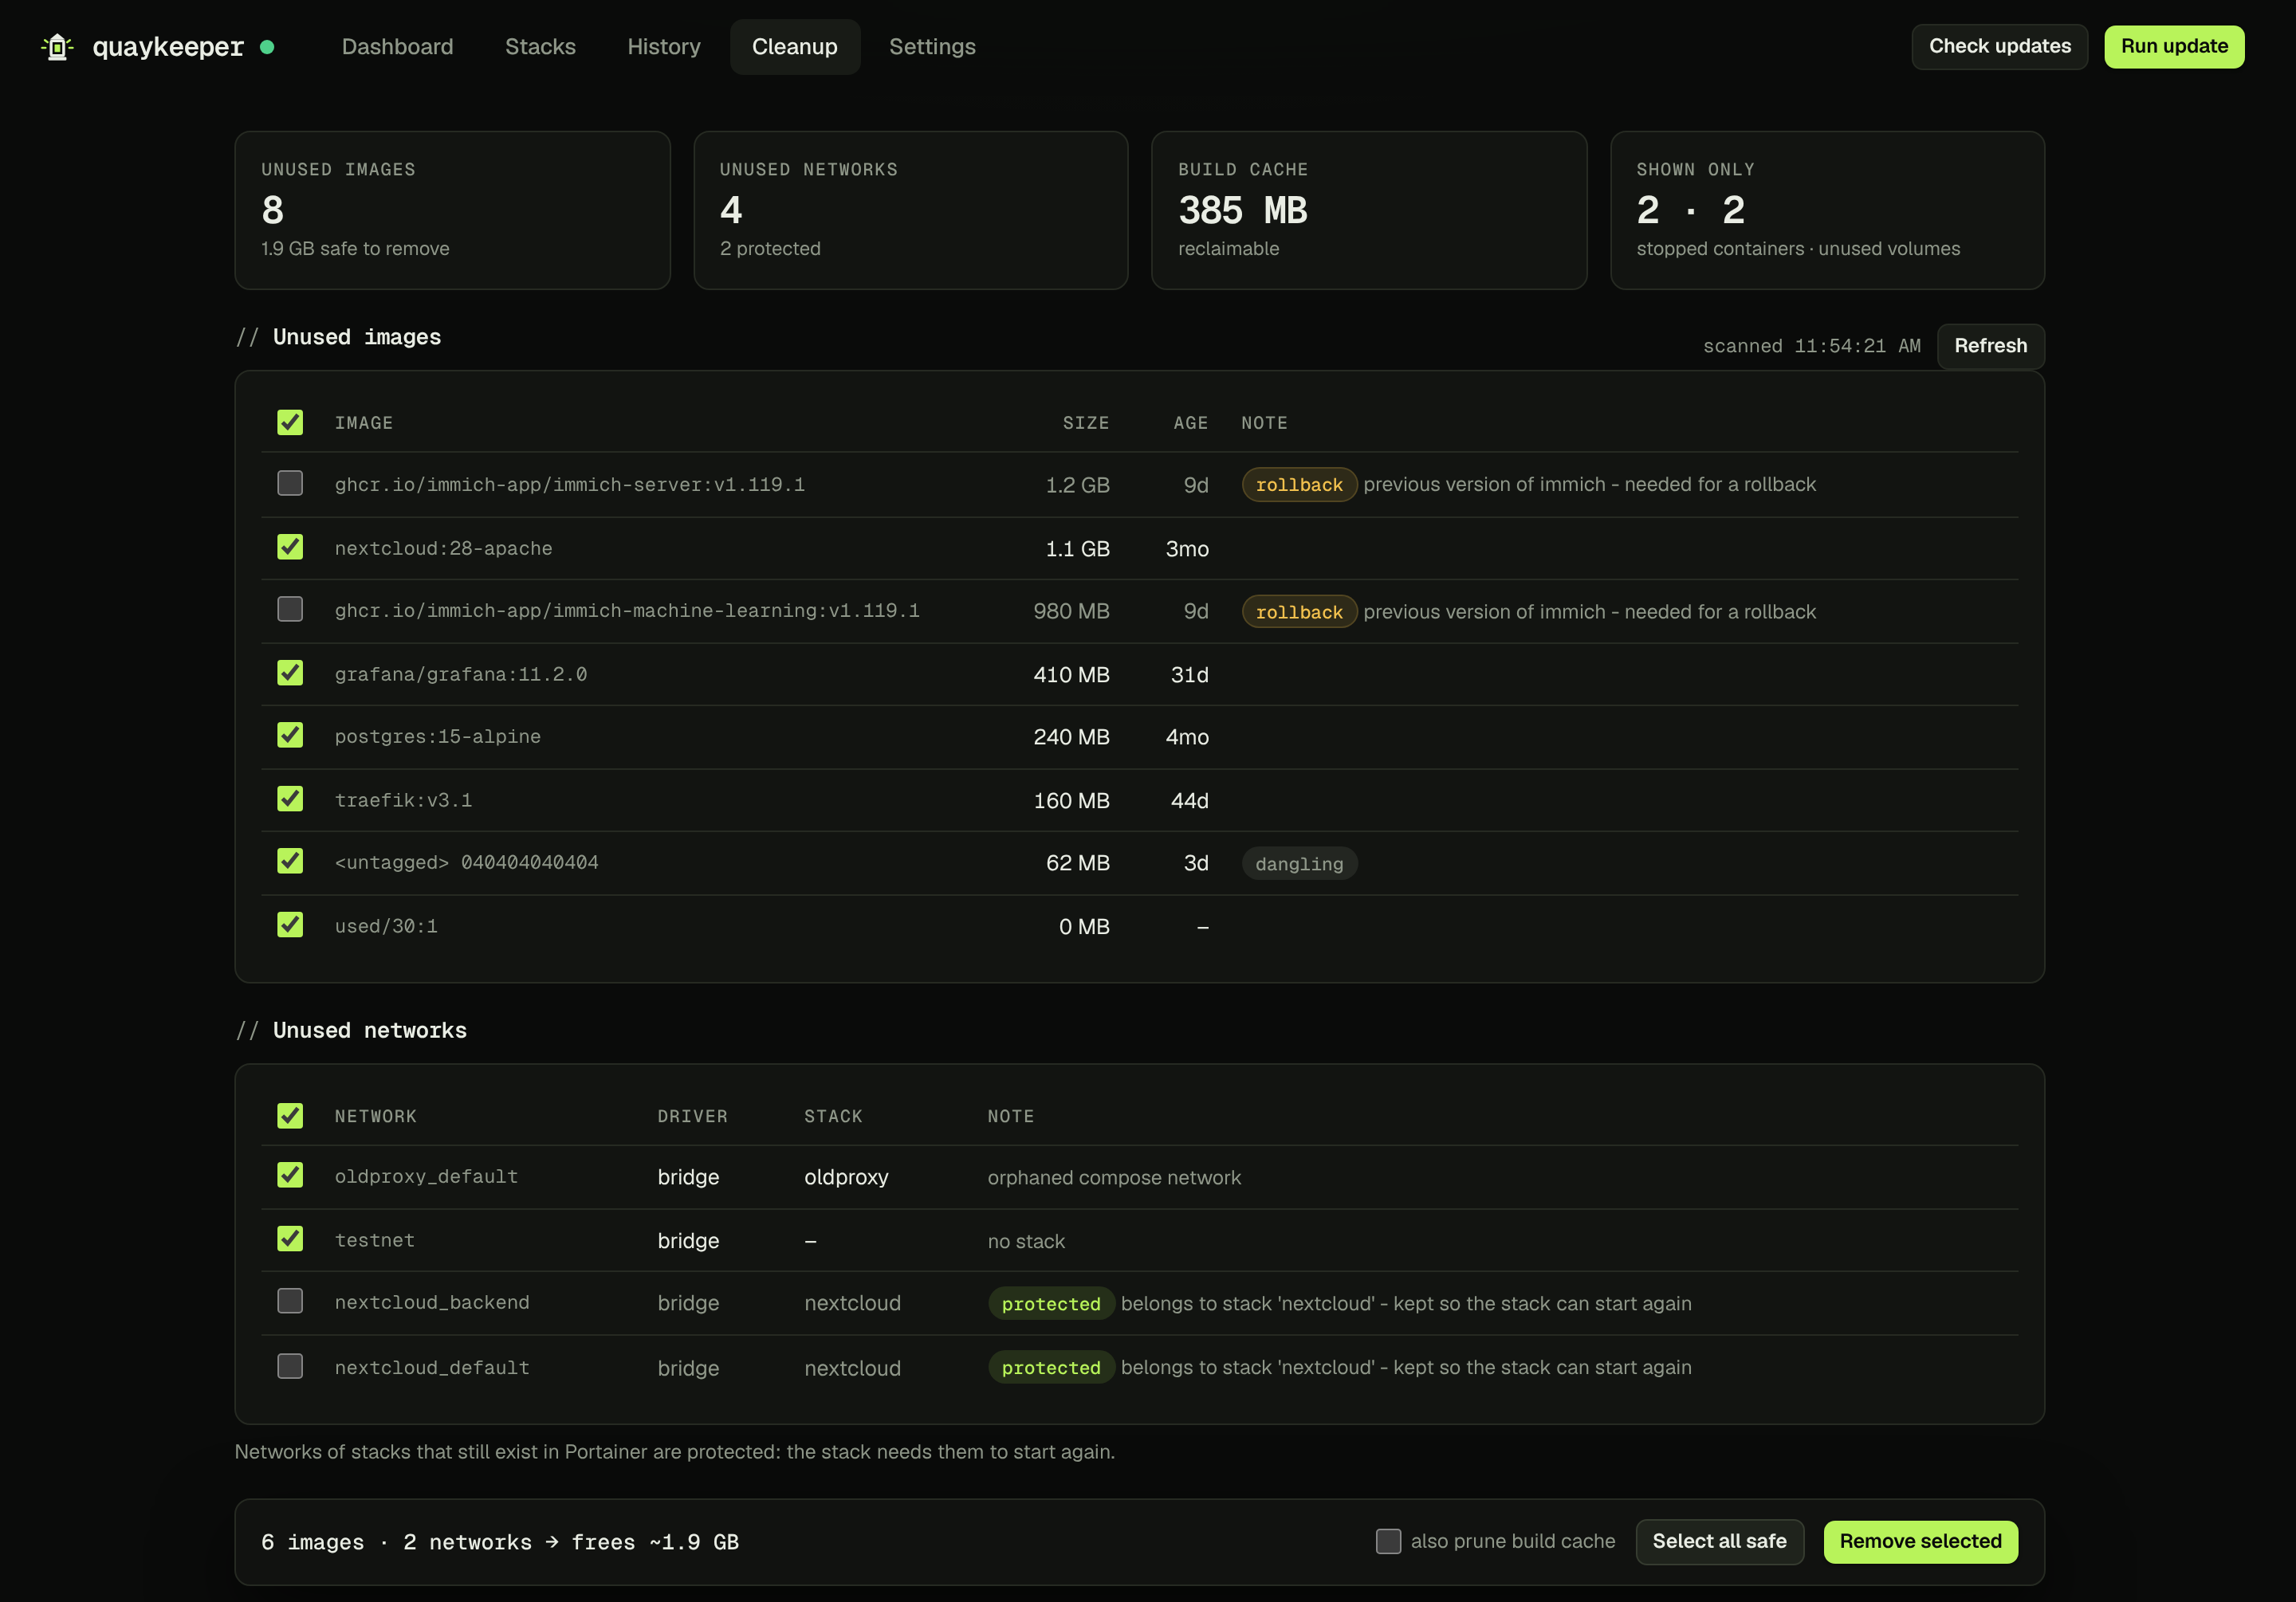 quaykeeper Dashboard Stacks History Cleanup Settings Check updates Run update
UNUSED IMAGES
8
1.9 GB safe to remove
UNUSED NETWORKS
4
2 protected
BUILD CACHE
385 MB
reclaimable
SHOWN ONLY
2 · 2
stopped containers · unused volumes
// Unused images
scanned 11:54:21 AM Refresh
IMAGE SIZE AGE NOTE
ghcr.io/immich-app/immich-server:v1.119.1 1.2 GB 9d rollback previous version of immich - needed for a rollback
nextcloud:28-apache 1.1 GB 3mo
ghcr.io/immich-app/immich-machine-learning:v1.119.1 980 MB 9d rollback previous version of immich - needed for a rollback
grafana/grafana:11.2.0 410 MB 31d
postgres:15-alpine 240 MB 4mo
traefik:v3.1 160 MB 44d
<untagged> 040404040404 62 MB 3d dangling
used/30:1 0 MB –
// Unused networks
NETWORK DRIVER STACK NOTE
oldproxy_default bridge oldproxy orphaned compose network
testnet bridge – no stack
nextcloud_backend bridge nextcloud protected belongs to stack 'nextcloud' - kept so the stack can start again
nextcloud_default bridge nextcloud protected belongs to stack 'nextcloud' - kept so the stack can start again
Networks of stacks that still exist in Portainer are protected: the stack needs them to start again.
6 images · 2 networks → frees ~1.9 GB also prune build cache Select all safe Remove selected